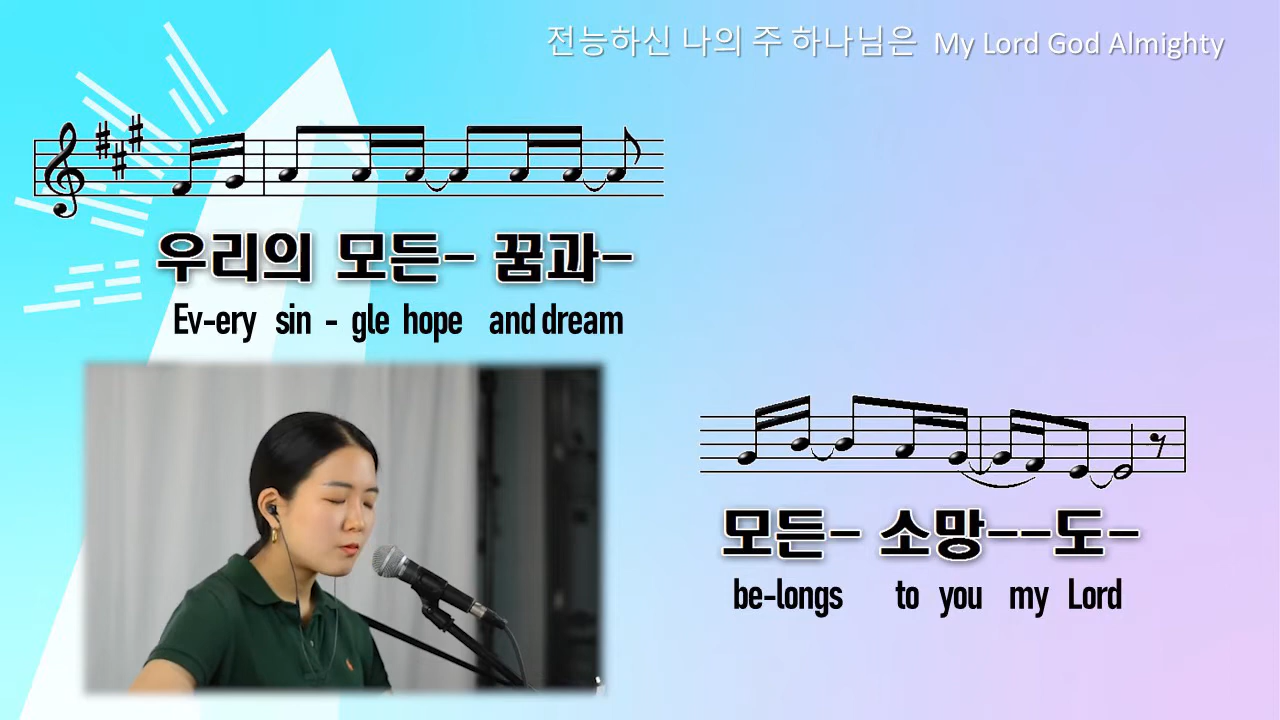 전능하신 나의 주 하나님은 My Lord God Almighty
우리의 모든- 꿈과-
Ev-ery sin - gle hope and dream
모든- 소망--도-
be-longs to you my Lord